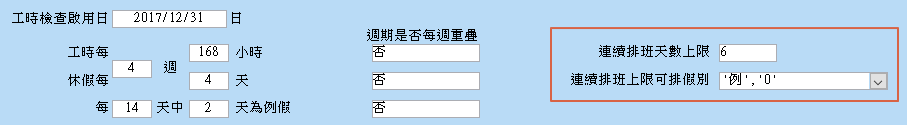 工時檢查啟用日 2017/12/31 日
週期是否每週重疊
工時每 168 小時 否 連續排班天數上限 6
4 週
休假每 4 天 否 連續排班上限可排假別 '例','0'
每 14 天中 2 天為例假 否